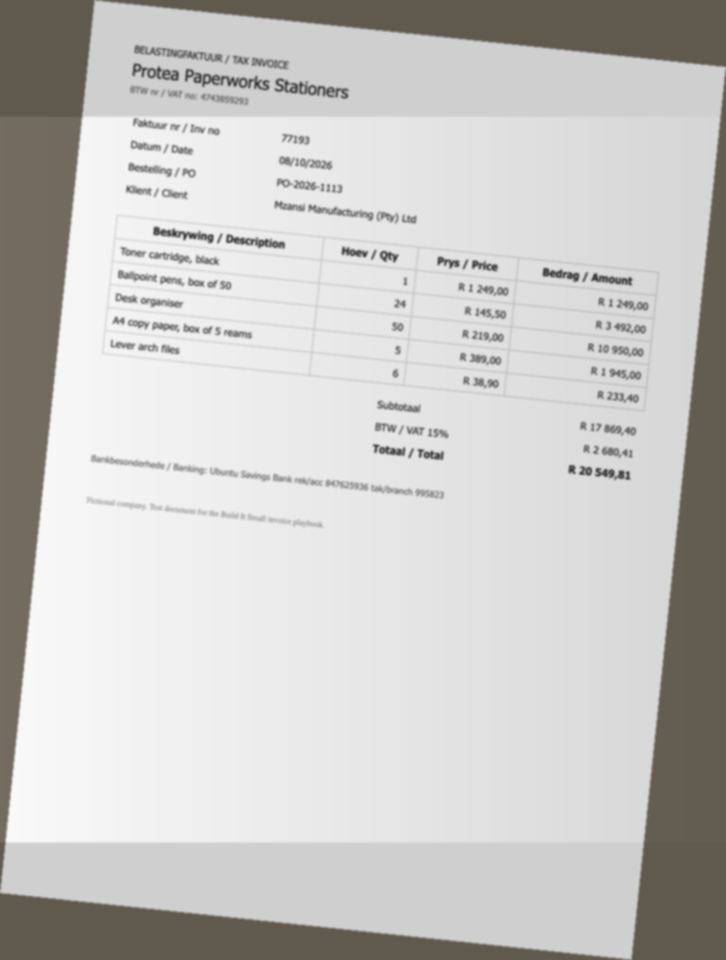 BELASTINGFAKTUUR / TAX INVOICE
Protea Paperworks Stationers
BTW nr / VAT no: 4743859293
Faktuur nr / Inv no 77193
Datum / Date 08/10/2026
Bestelling / PO PO-2026-1113
Klient / Client Mzansi Manufacturing (Pty) Ltd
Beskrywing / Description Hoev / Qty Prys / Price Bedrag / Amount
Toner cartridge, black 1 R 1 249,00 R 1 249,00
Ballpoint pens, box of 50 24 R 145,50 R 3 492,00
Desk organiser 50 R 219,00 R 10 950,00
A4 copy paper, box of 5 reams 5 R 389,00 R 1 945,00
Lever arch files 6 R 38,90 R 233,40
Subtotaal R 17 869,40
BTW / VAT 15% R 2 680,41
Totaal / Total R 20 549,81
Bankbesonderhede / Banking: Ubuntu Savings Bank rek/acc 847625936 tak/branch 995823
Fictional company. Test document for the Build It Small invoice playbook.